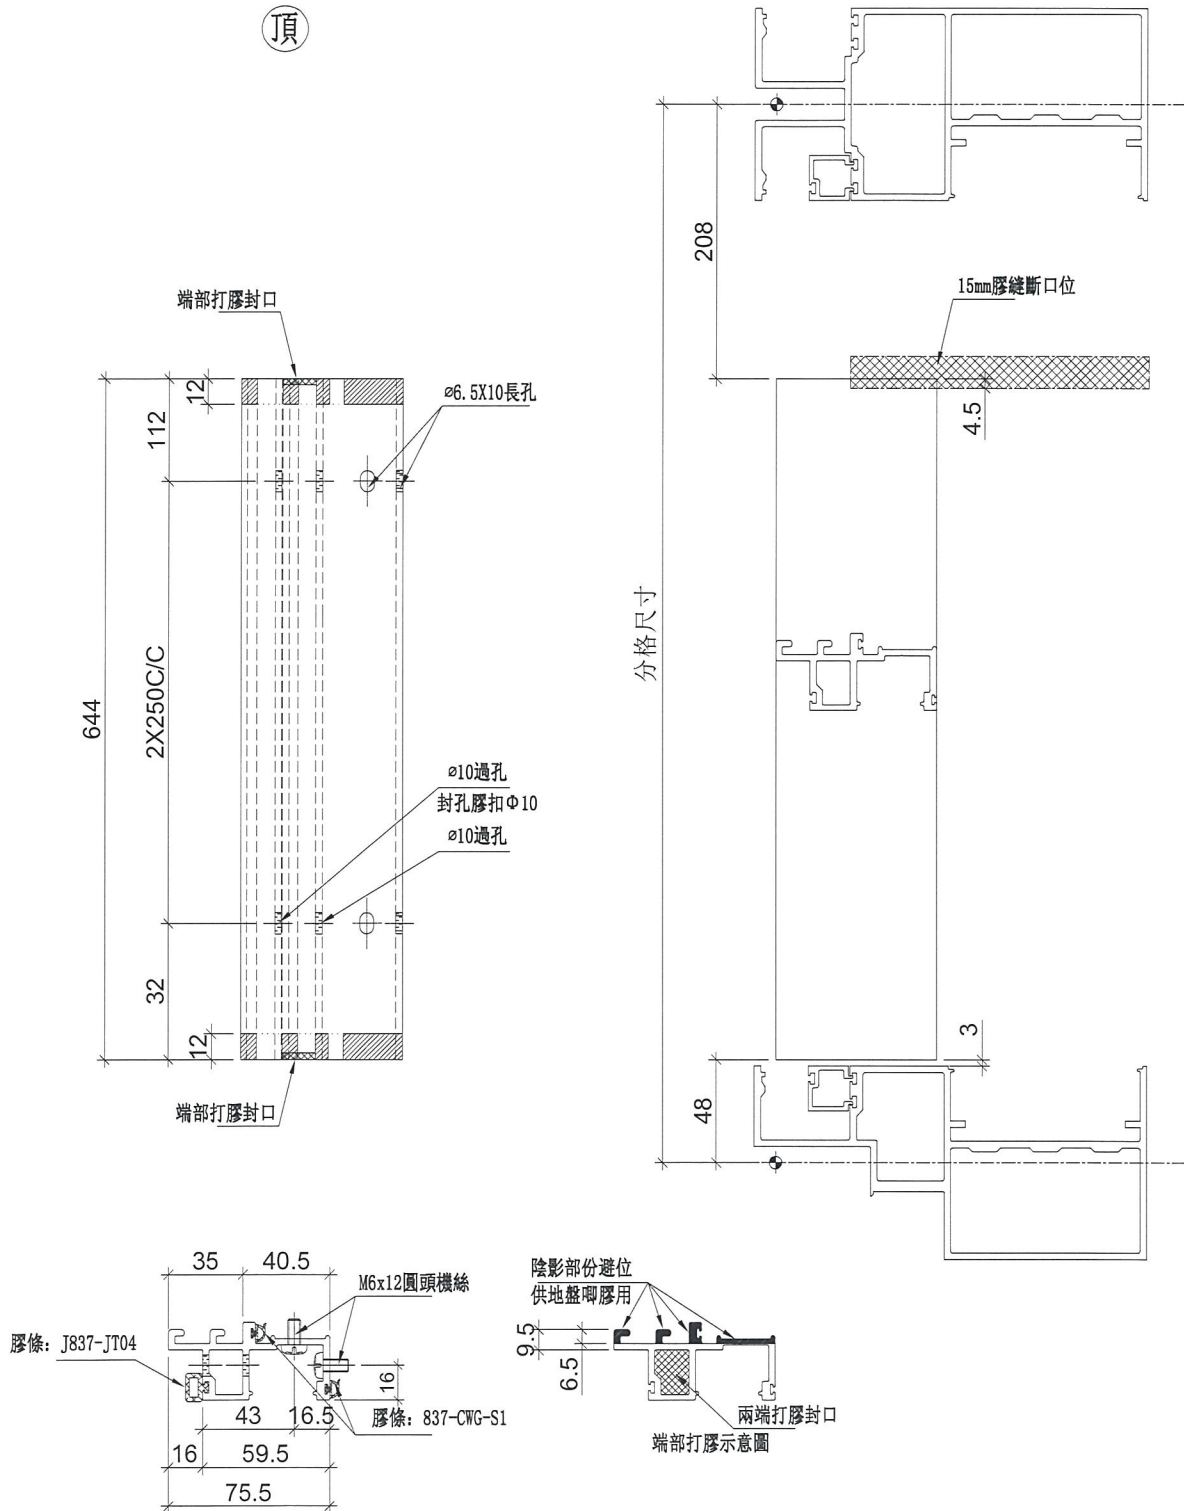 頂
208
端部打膠封口
15mm膠縫斷口位
12
112
ø6.5X10長孔
4.5
分格尺寸
644
2X250C/C
ø10過孔
封孔膠扣Φ10
ø10過孔
32
12
3
端部打膠封口
48
35
40.5
M6x12圓頭機絲
膠條: J837-JT04
16
43
16.5
膠條: 837-CWG-S1
16
59.5
75.5
陰影部份避位
供地盤唧膠用
9.5
6.5
兩端打膠封口
端部打膠示意圖